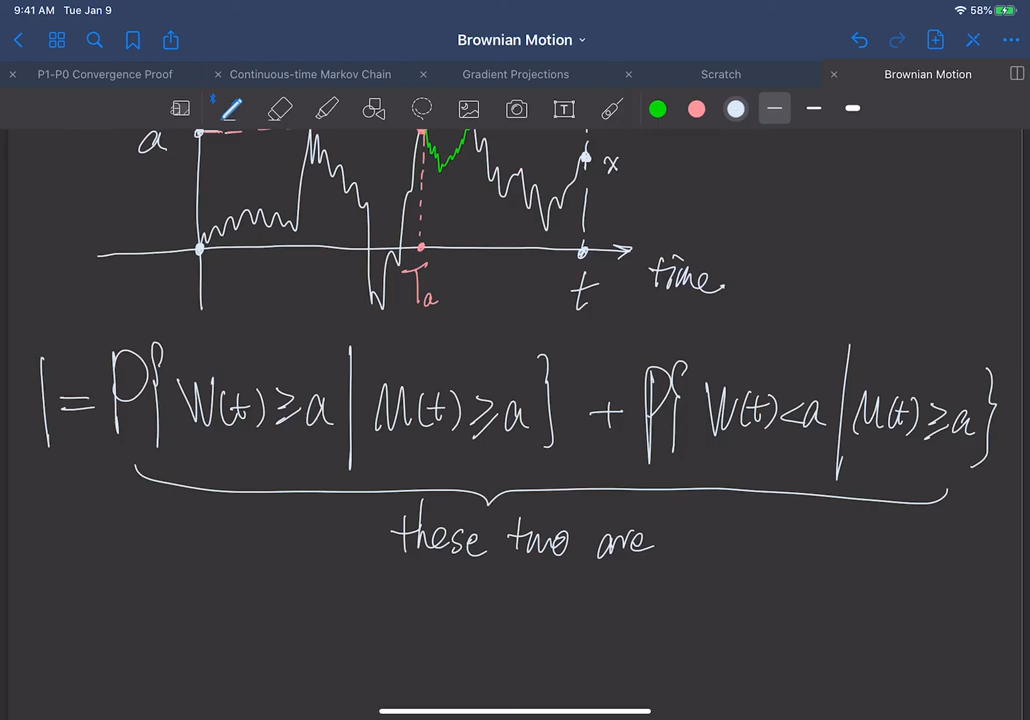 9:41 AM Tue Jan 9 58%
Brownian Motion
P1-P0 Convergence Proof Continuous-time Markov Chain Gradient Projections Scratch Brownian Motion
a
x
T_a t time
1 = P{ W(t) ≥ a | M(t) ≥ a } + P{ W(t) < a | M(t) ≥ a }
these two are